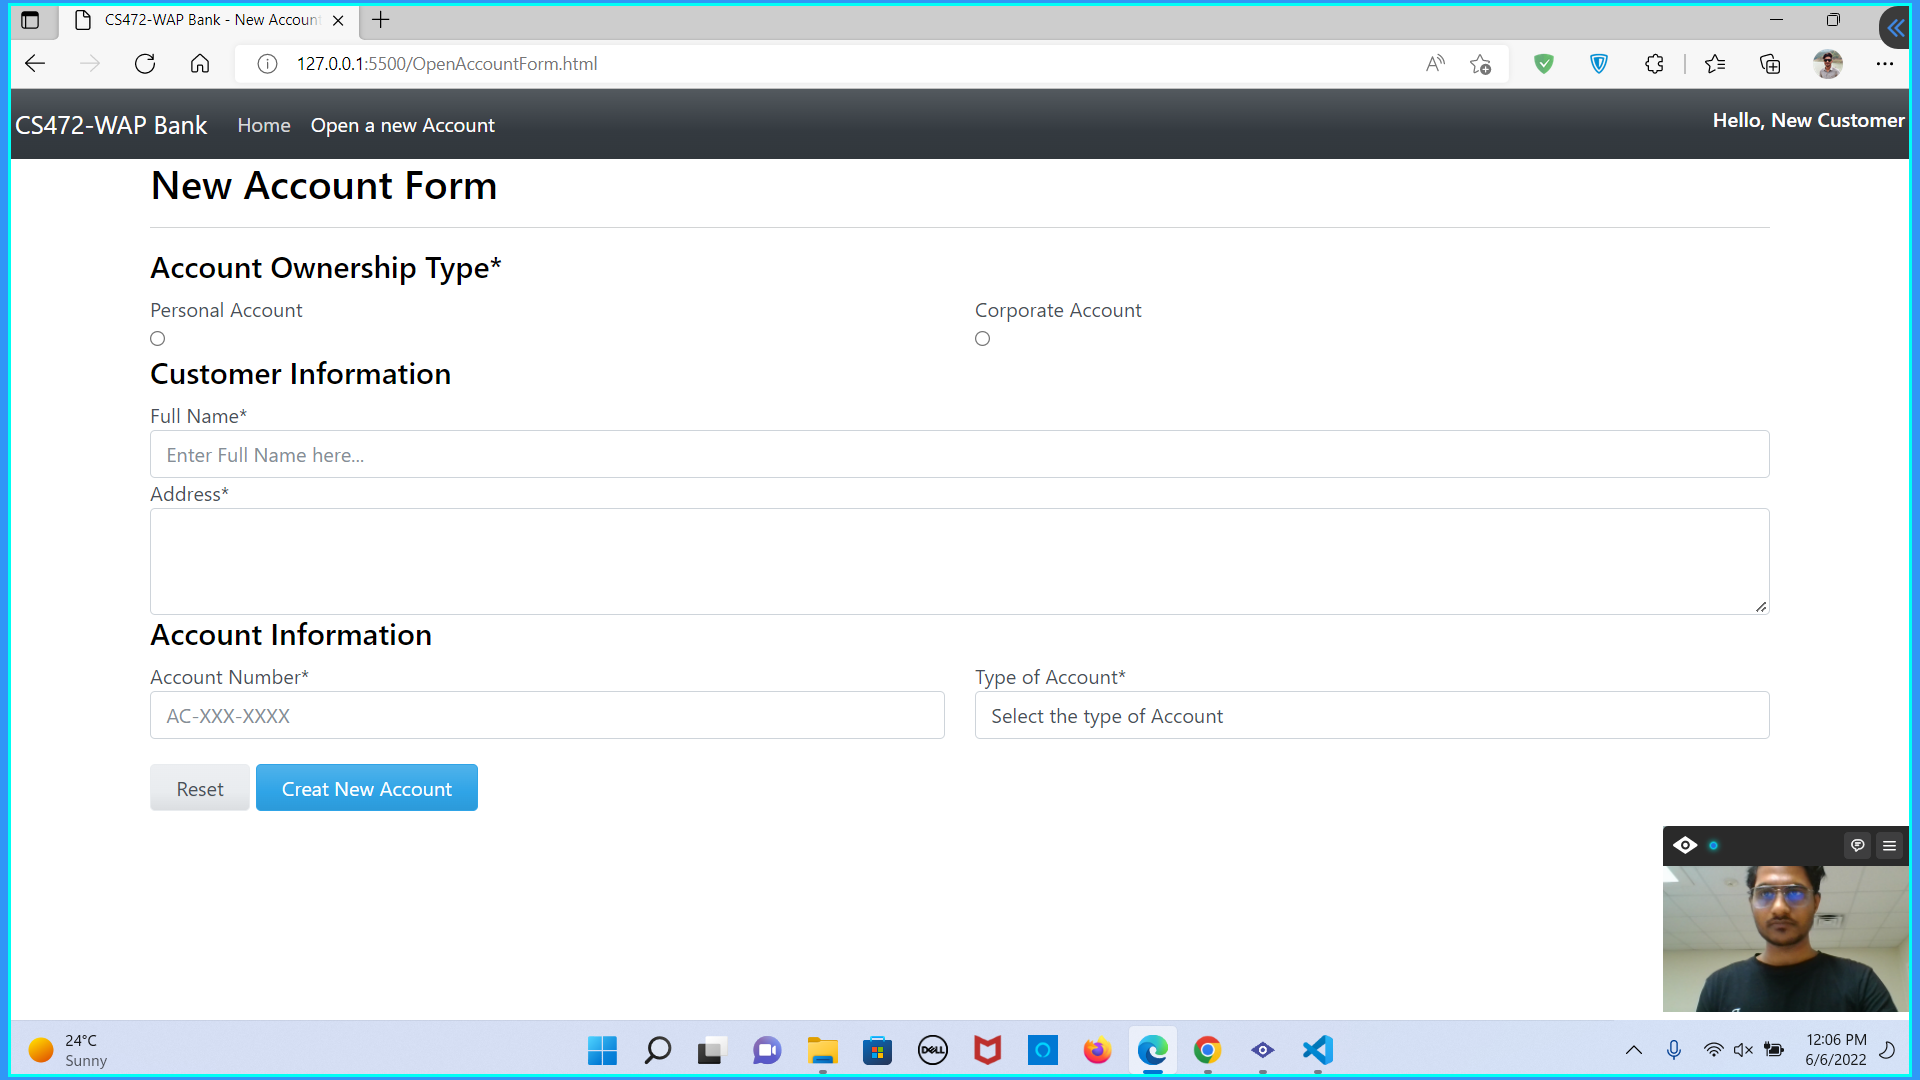 CS472-WAP Bank - New Accoun
127.0.0.1:5500/OpenAccountForm.html
CS472-WAP Bank Home Open a new Account Hello, New Customer
New Account Form
Account Ownership Type*
Personal Account Corporate Account
Customer Information
Full Name*
Enter Full Name here...
Address*
Account Information
Account Number* Type of Account*
AC-XXX-XXXX Select the type of Account
Reset Creat New Account
24°C
Sunny
DELL
12:06 PM
6/6/2022